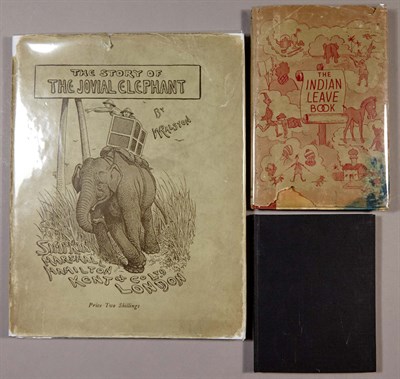 THE STORY OF
THE JOVIAL ELEPHANT
BY
W RALSTON
SIMPKIN
MARSHALL
HAMILTON
KENT & CO LTD
LONDON
Price Two Shillings
THE
INDIAN
LEAVE
BOOK